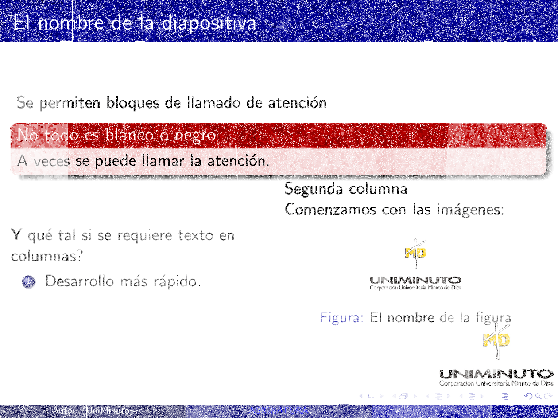 El nombre de la diapositiva
Se permiten bloques de llamado de atención
No todo es blanco o negro
A veces se puede llamar la atención.
Y qué tal si se requiere texto en
columnas?
Desarrollo más rápido.
Segunda columna
Comenzamos con las imágenes:
MD
UNIMINUTO
Corporación Universitaria Minuto de Dios
Figura: El nombre de la figura
MD
UNIMINUTO
Corporación Universitaria Minuto de Dios